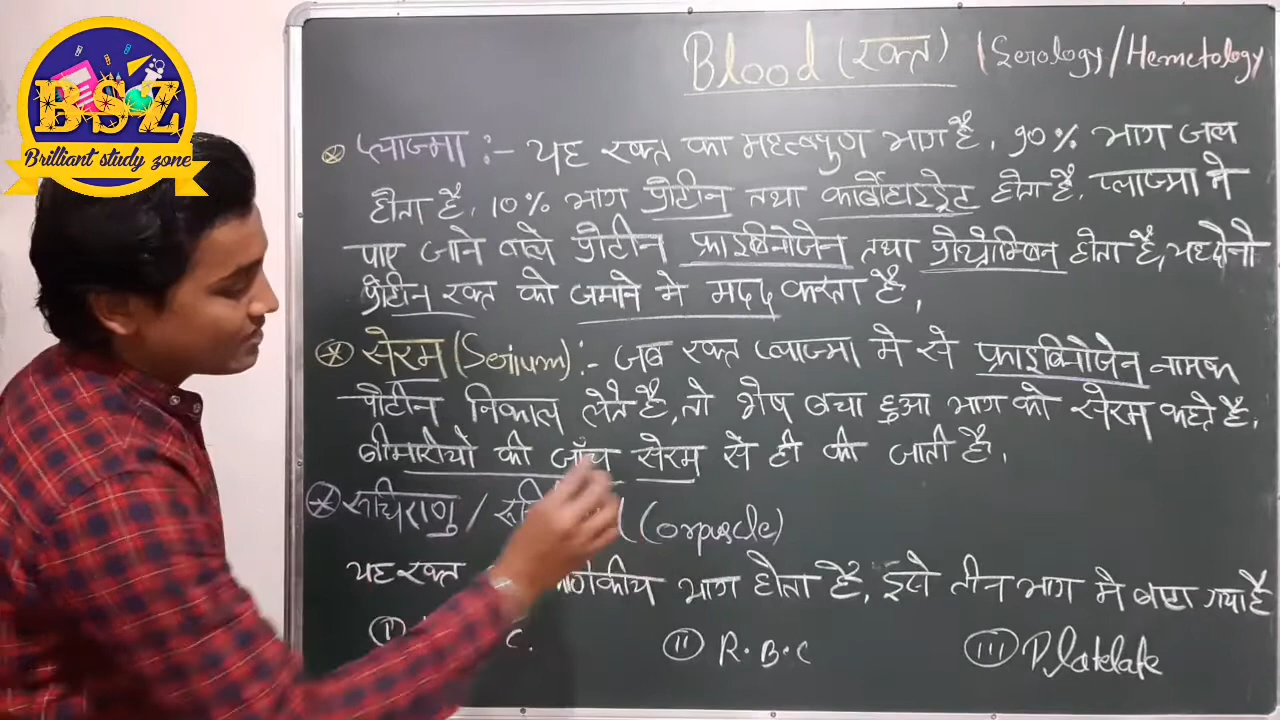 BSZ
Brilliant study zone
Blood (रक्त) (Serology/Hemetology
प्लाज्मा :- यह रक्त का महत्वपुण भाग है. 90% भाग जल
होता है. 10% भाग प्रोटीन तथा कार्बोहाइड्रेट होता है. प्लाज्मा मे
पाए जाने वाले प्रोटीन फ्राइब्रिनोजेन तथा प्रोथ्रोम्बिन होता है, यह दोनो
प्रोटीन रक्त को जमाने मे मदद करता है,
सेरम (Serium) :- जब रक्त प्लाज्मा मे से फ्राइब्रिनोजेन नामक
प्रोटीन निकाल लेते है, तो शेष बचा हुआ भाग को सेरम कहते है.
बीमारीयो की जाँच सेरम से ही की जाती है.
रूधिराणु / (Corpuscle)
यह रक्त भाग होता है, इसे तीन भाग मे बाटा गया है
(I) C.
(II) R.B.C
(III) Platelate